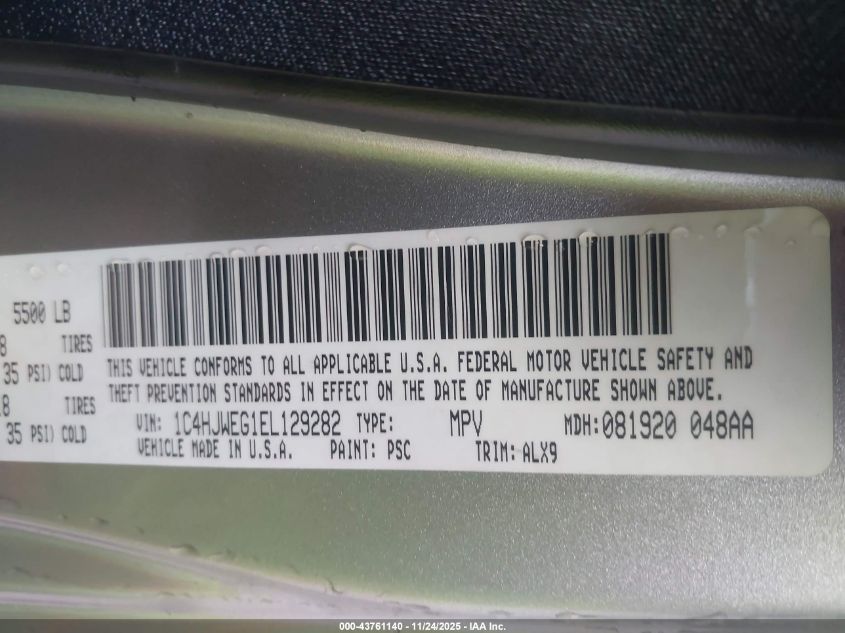 5500 LB
8 TIRES
35 PSI) COLD
18 TIRES
35 PSI) COLD
THIS VEHICLE CONFORMS TO ALL APPLICABLE U.S.A. FEDERAL MOTOR VEHICLE SAFETY AND
THEFT PREVENTION STANDARDS IN EFFECT ON THE DATE OF MANUFACTURE SHOWN ABOVE.
VIN: 1C4HJWEG1EL129282 TYPE: MPV MDH:081920 048AA
VEHICLE MADE IN U.S.A. PAINT: PSC TRIM: ALX9
000-43761140 - 11/24/2025 - IAA Inc.